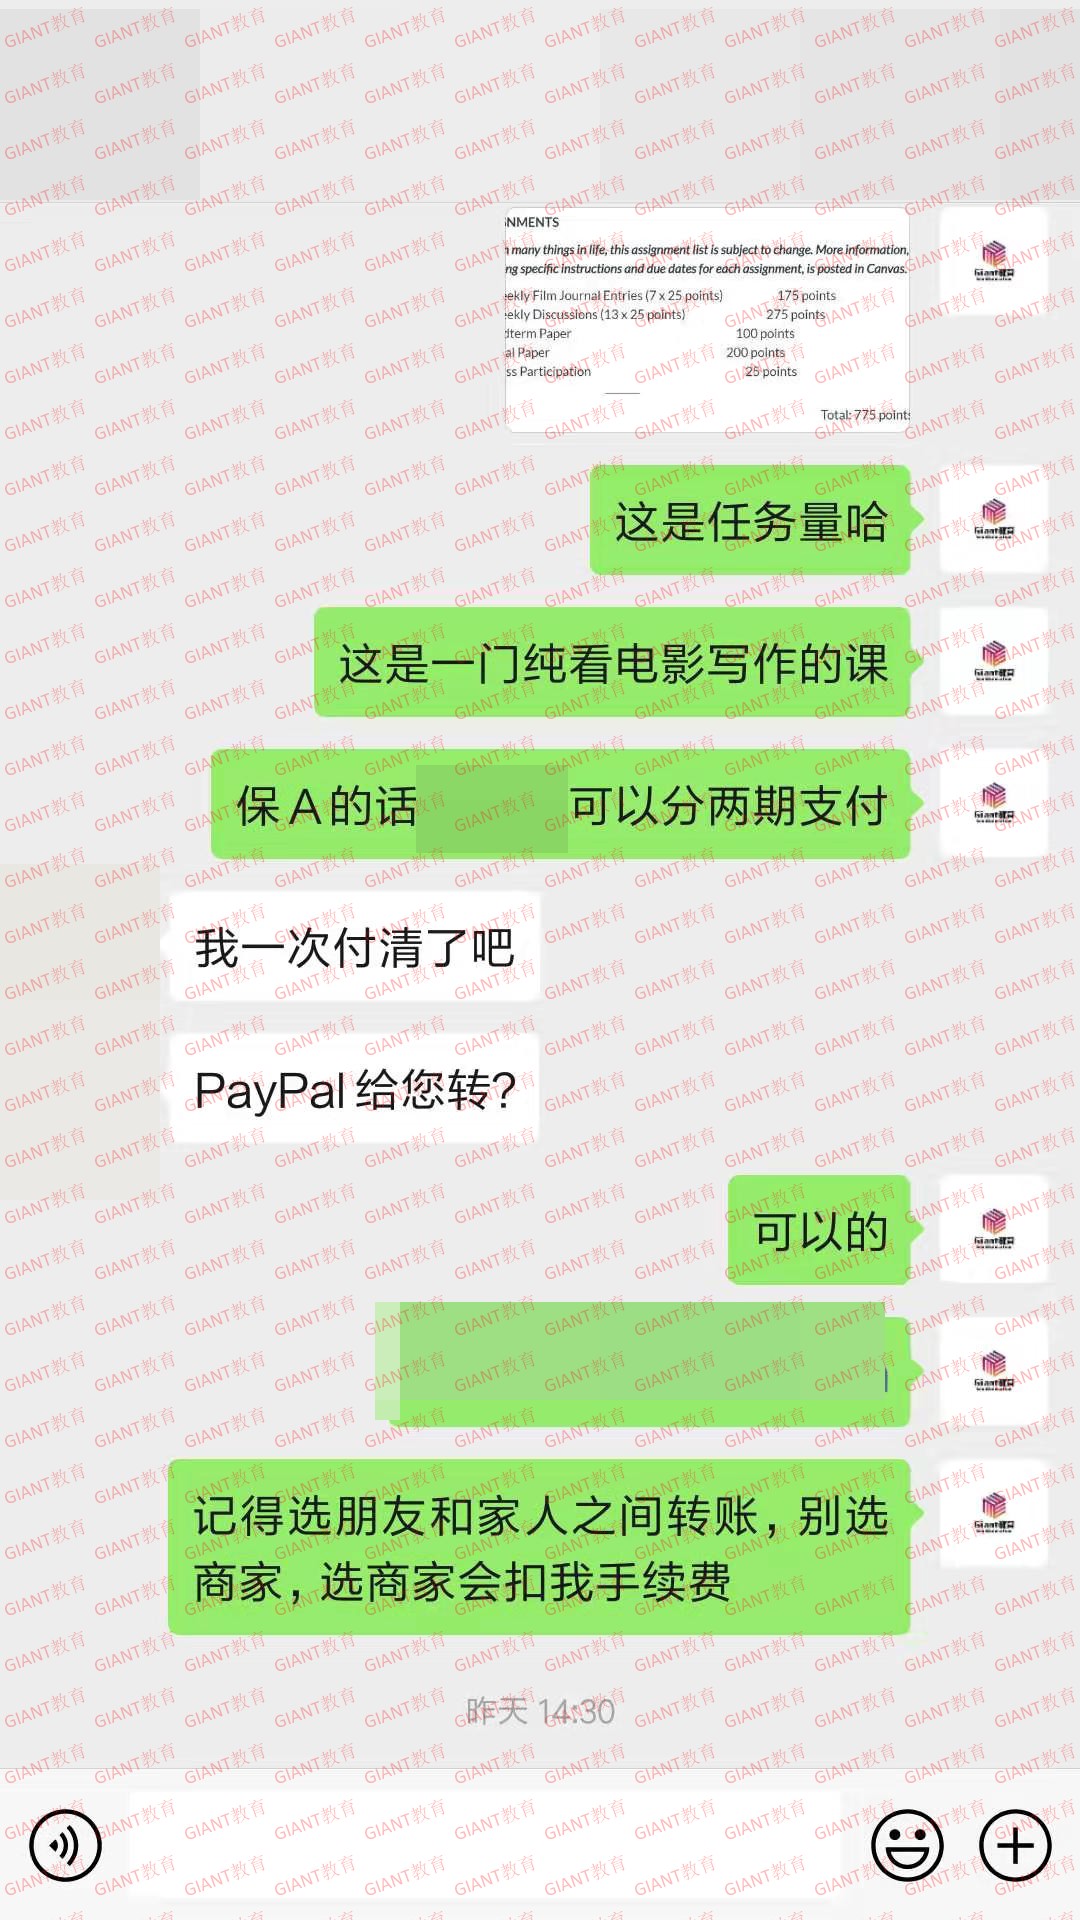 GIANT教育
NMENTS
many things in life, this assignment list is subject to change. More information,
ng specific instructions and due dates for each assignment, is posted in Canvas.
ekly Film Journal Entries (7 x 25 points) 175 points
ekly Discussions (13 x 25 points) 275 points
dterm Paper 100 points
al Paper 200 points
ss Participation 25 points
Total: 775 points
这是任务量哈
这是一门纯看电影写作的课
保A的话 可以分两期支付
我一次付清了吧
PayPal给您转?
可以的
记得选朋友和家人之间转账,别选
商家,选商家会扣我手续费
昨天 14:30